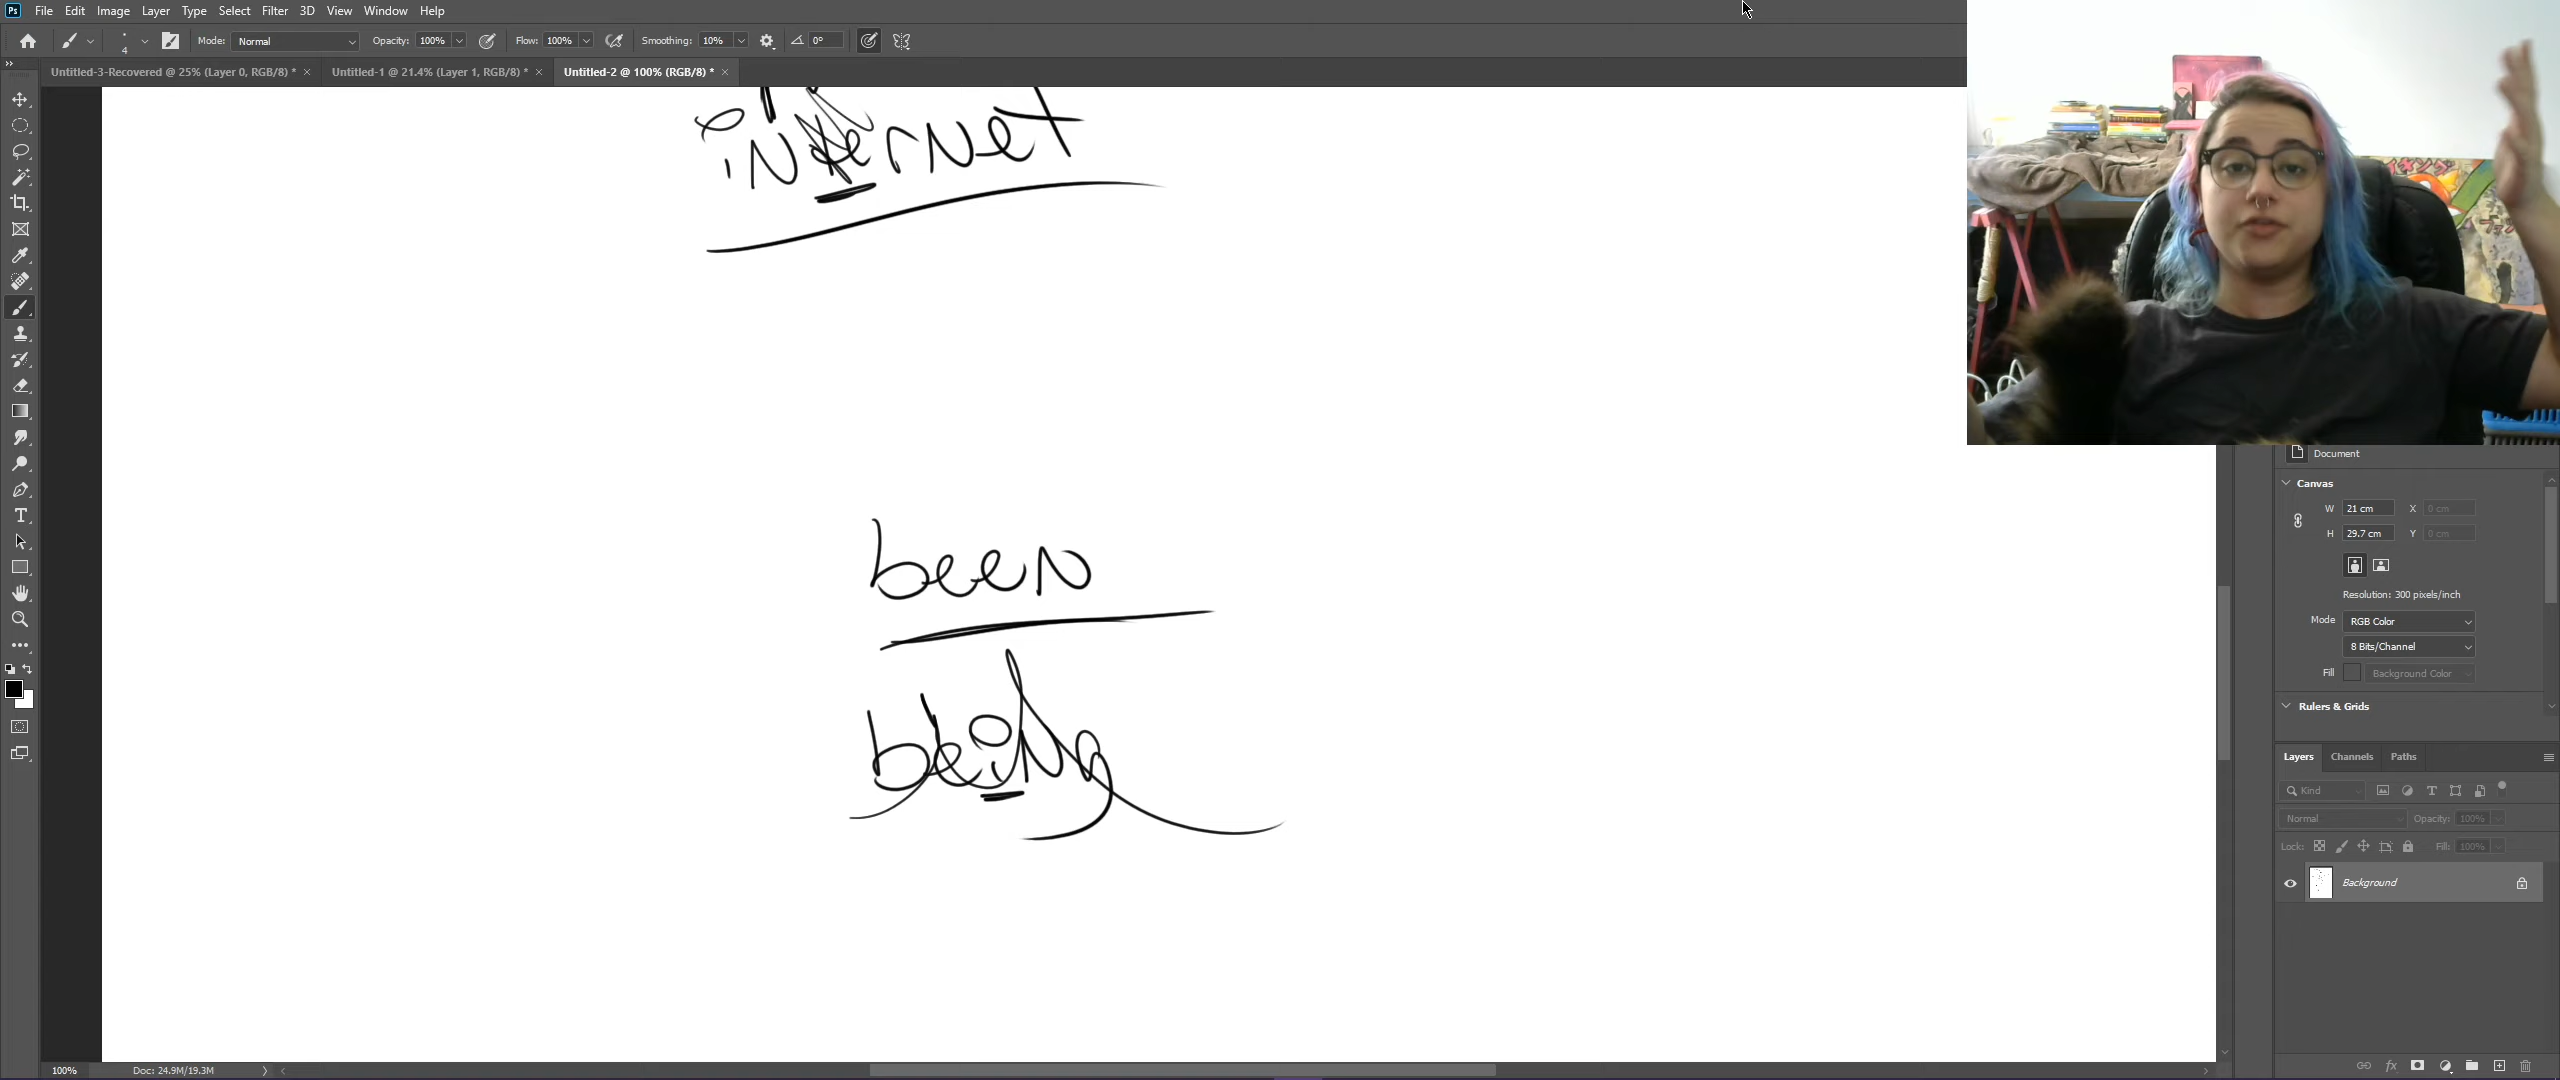 Ps File Edit Image Layer Type Select Filter 3D View Window Help
4 Mode: Normal Opacity: 100% Flow: 100% Smoothing: 10% 0°
Untitled-3-Recovered @ 25% (Layer 0, RGB/8) * × Untitled-1 @ 21.4% (Layer 1, RGB/8) * × Untitled-2 @ 100% (RGB/8) * ×
internet
been
being
Document
Canvas
W 21 cm X 0 cm
H 29.7 cm Y 0 cm
Resolution: 300 pixels/inch
Mode RGB Color
8 Bits/Channel
Fill Background Color
Rulers & Grids
Layers Channels Paths
Kind
Normal Opacity: 100%
Lock: Fill: 100%
Background
100% Doc: 24.9M/19.3M